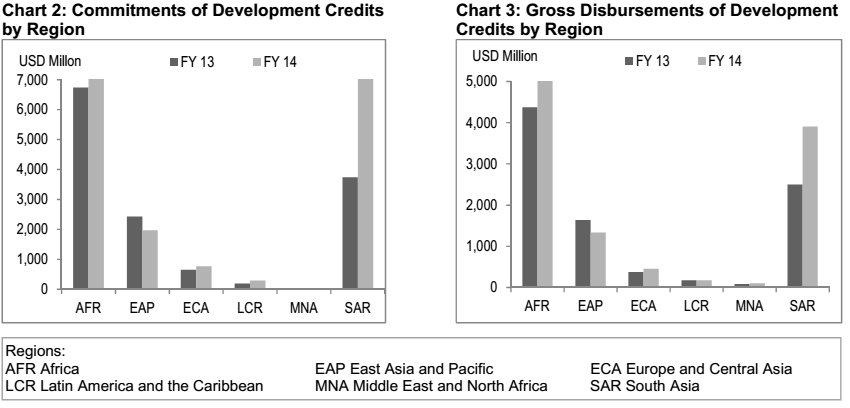 Chart 2: Commitments of Development Credits
by Region
USD Millon
FY 13
FY 14
7,000
6,000
5,000
4,000
3,000
2,000
1,000
0
AFR
EAP
ECA
LCR
MNA
SAR
Chart 3: Gross Disbursements of Development
Credits by Region
USD Million
FY 13
FY 14
5,000
4,000
3,000
2,000
1,000
0
AFR
EAP
ECA
LCR
MNA
SAR
Regions:
AFR Africa
EAP East Asia and Pacific
ECA Europe and Central Asia
LCR Latin America and the Caribbean
MNA Middle East and North Africa
SAR South Asia